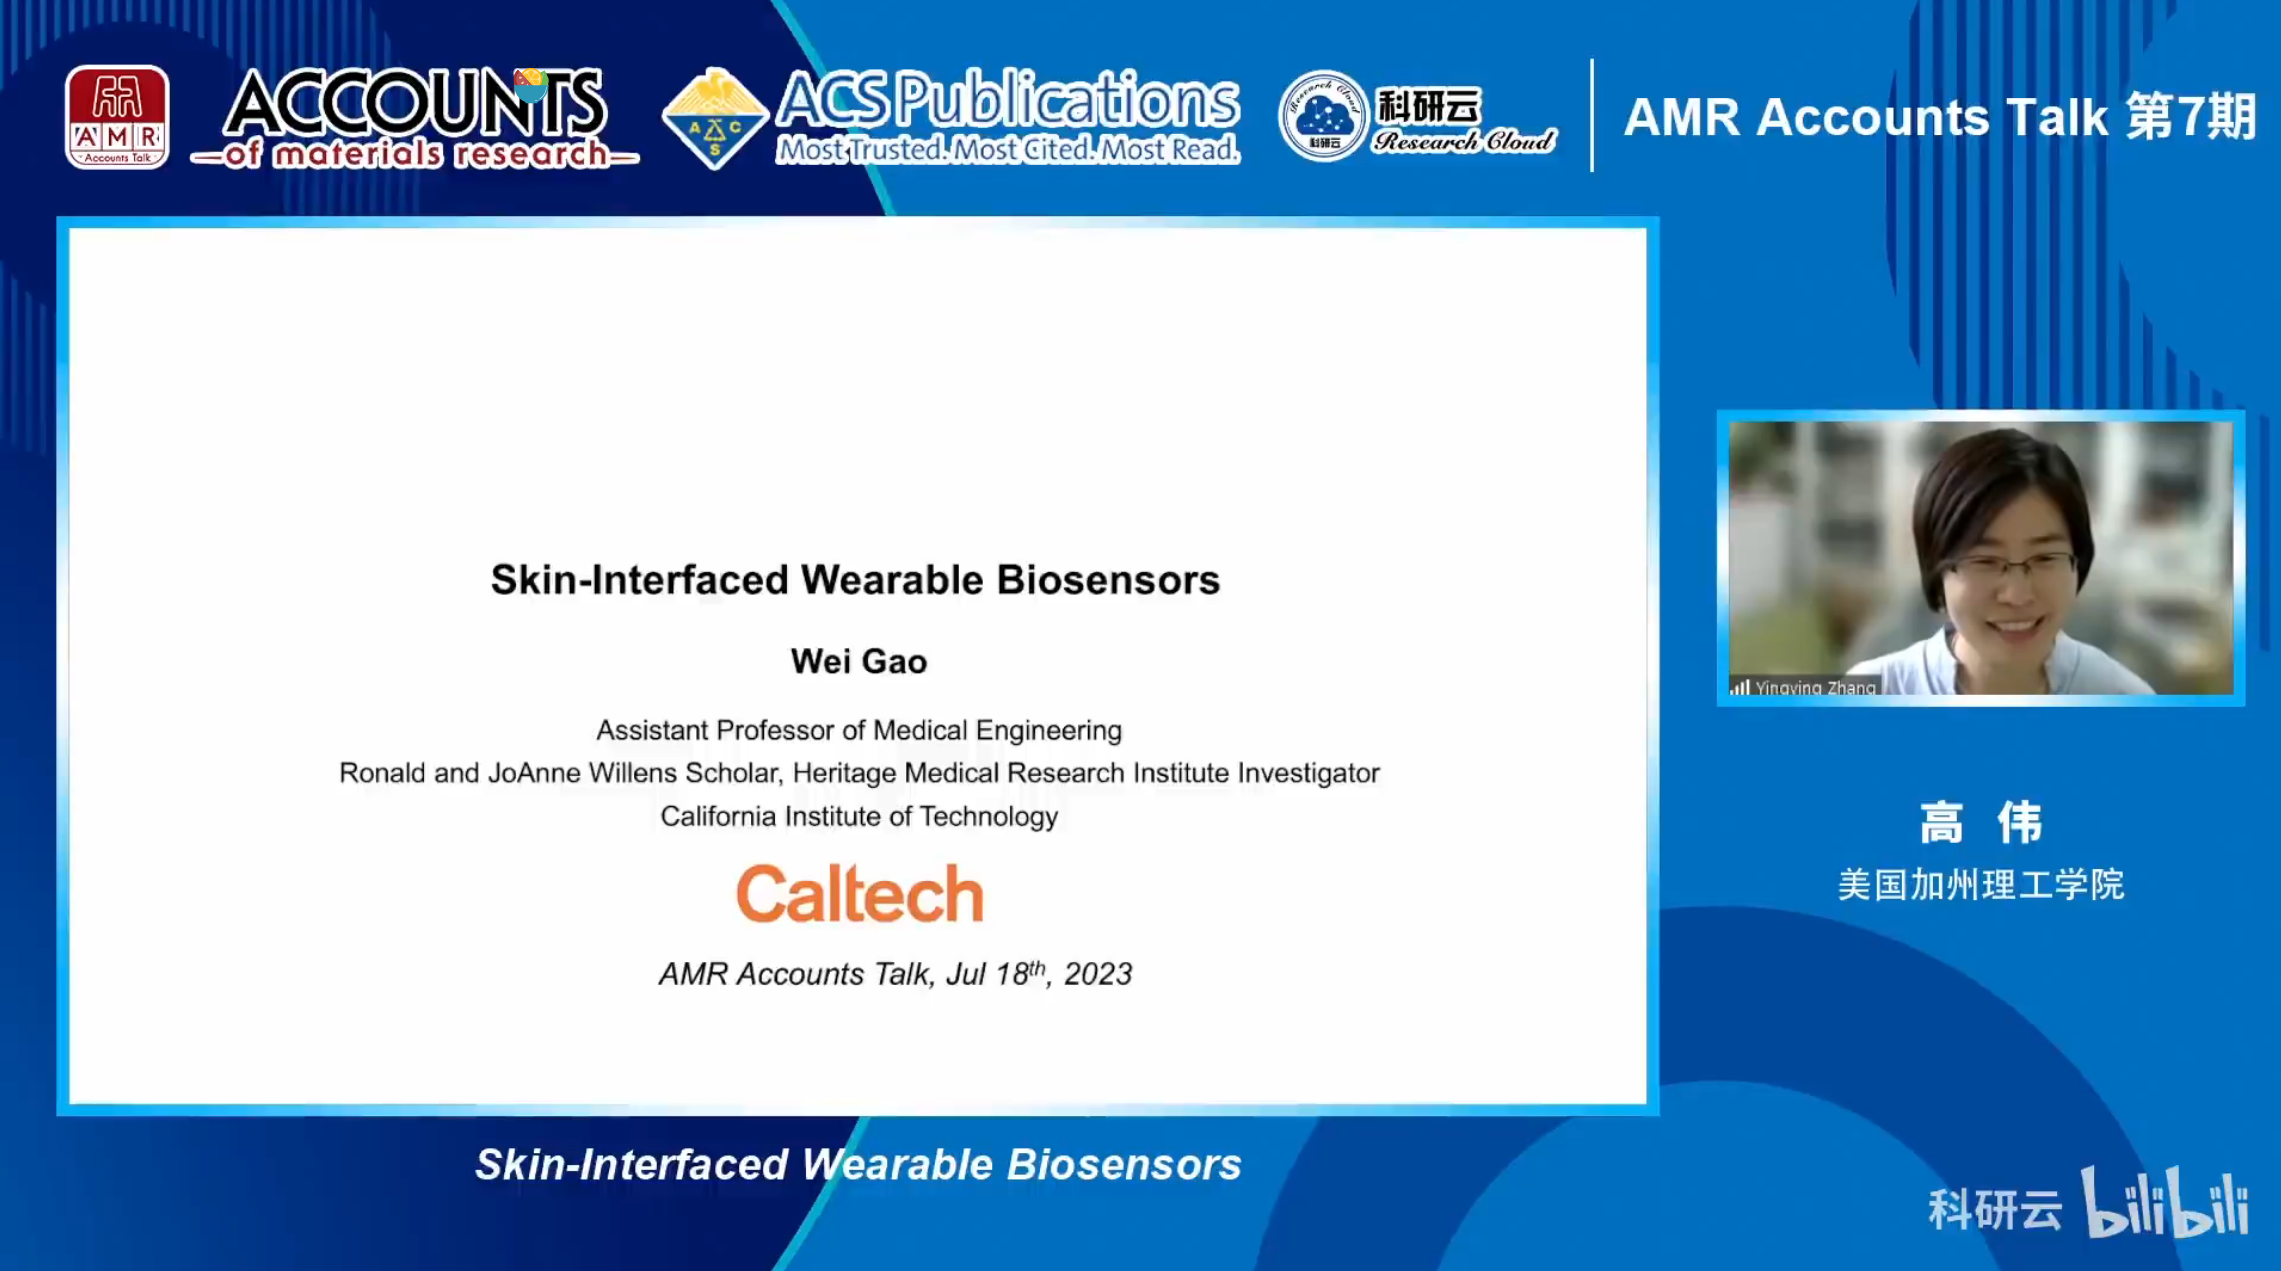 AMR
Accounts Talk
ACCOUNTS
of materials research
ACS
ACS Publications
Most Trusted. Most Cited. Most Read.
Research Cloud
科研云
科研云
Research Cloud
AMR Accounts Talk 第7期
Skin-Interfaced Wearable Biosensors
Wei Gao
Assistant Professor of Medical Engineering
Ronald and JoAnne Willens Scholar, Heritage Medical Research Institute Investigator
California Institute of Technology
Caltech
AMR Accounts Talk, Jul 18th, 2023
Yingying Zhang
高 伟
美国加州理工学院
Skin-Interfaced Wearable Biosensors
科研云 bilibili